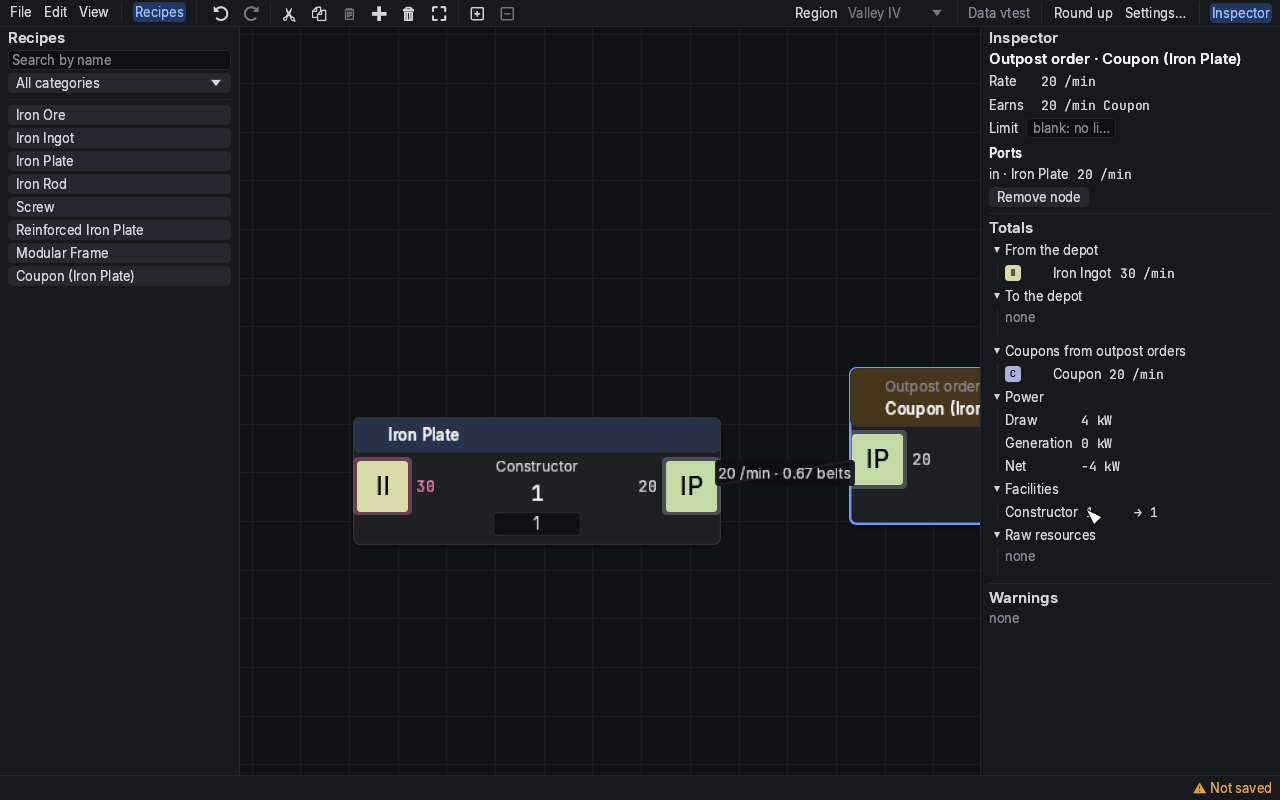 File Edit View Recipes Region Valley IV Data vtest Round up Settings... Inspector
Recipes
Search by name
All categories
Iron Ore
Iron Ingot
Iron Plate
Iron Rod
Screw
Reinforced Iron Plate
Modular Frame
Coupon (Iron Plate)
Iron Plate
II 30
Constructor
1
1
20 IP
20 /min · 0.67 belts
Outpost order
Coupon (Iron
IP 20
Inspector
Outpost order · Coupon (Iron Plate)
Rate 20 /min
Earns 20 /min Coupon
Limit blank: no li...
Ports
in · Iron Plate 20 /min
Remove node
Totals
From the depot
II Iron Ingot 30 /min
To the depot
none
Coupons from outpost orders
C Coupon 20 /min
Power
Draw 4 kW
Generation 0 kW
Net -4 kW
Facilities
Constructor → 1
Raw resources
none
Warnings
none
Not saved